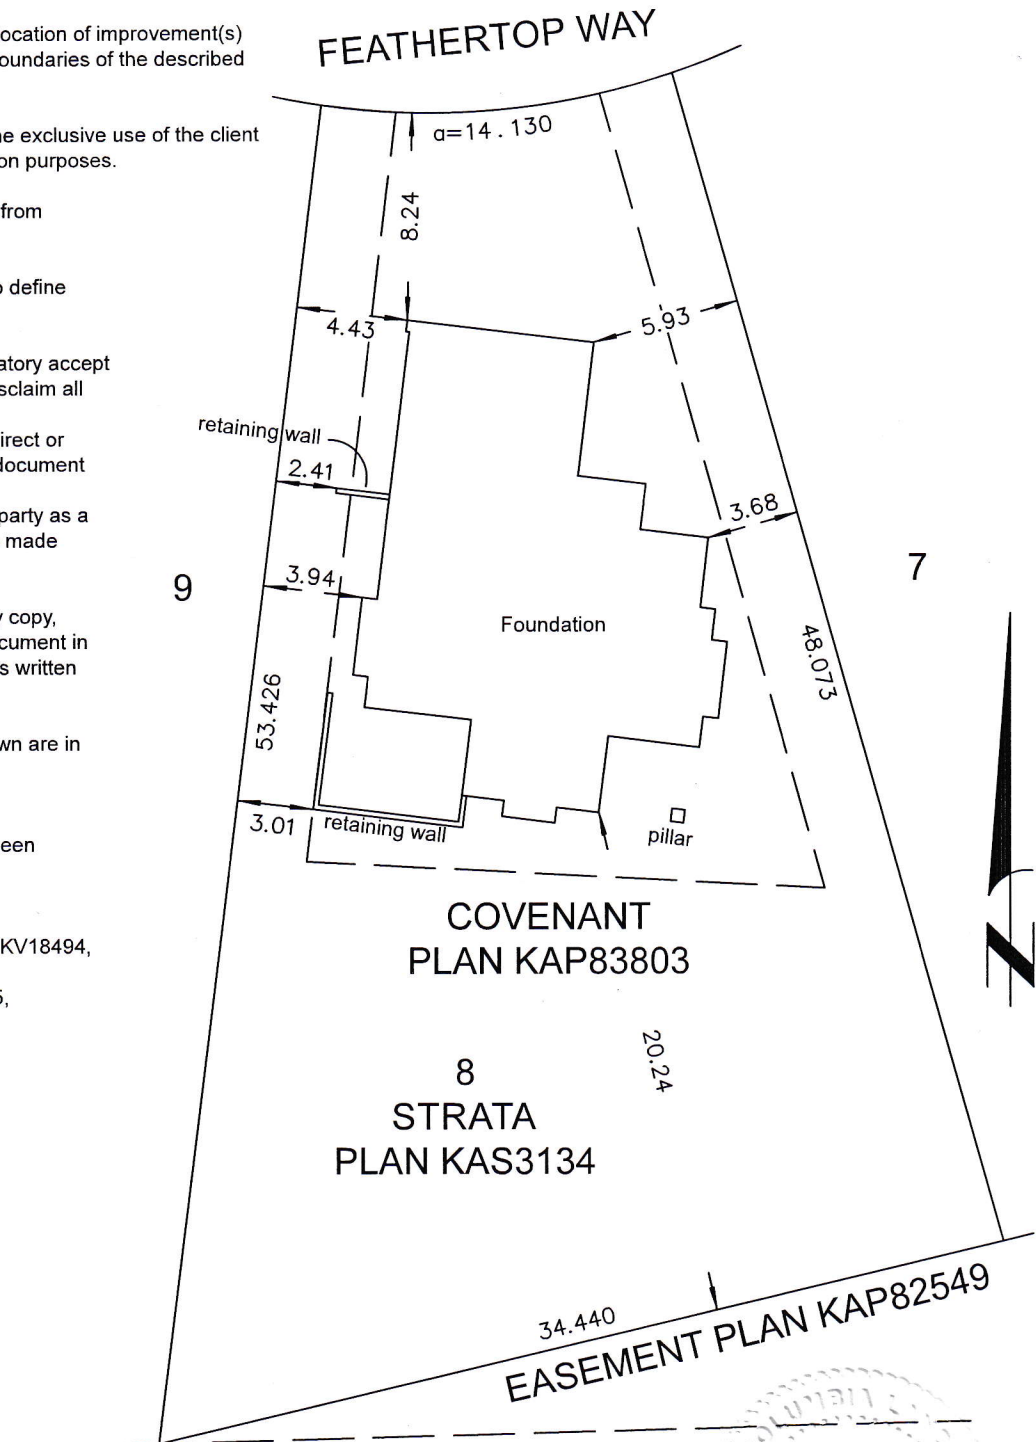 ocation of improvement(s)
oundaries of the described
ne exclusive use of the client
on purposes.
from
o define
atory accept
sclaim all
irect or
document
party as a
made
y copy,
cument in
s written
wn are in
een
KV18494,
6,
FEATHERTOP WAY
a=14.130
8.24
4.43
5.93
retaining wall
2.41
3.68
3.94
9
7
Foundation
48.073
53.426
3.01
retaining wall
pillar
COVENANT
PLAN KAP83803
20.24
8
STRATA
PLAN KAS3134
N
34.440
EASEMENT PLAN KAP82549